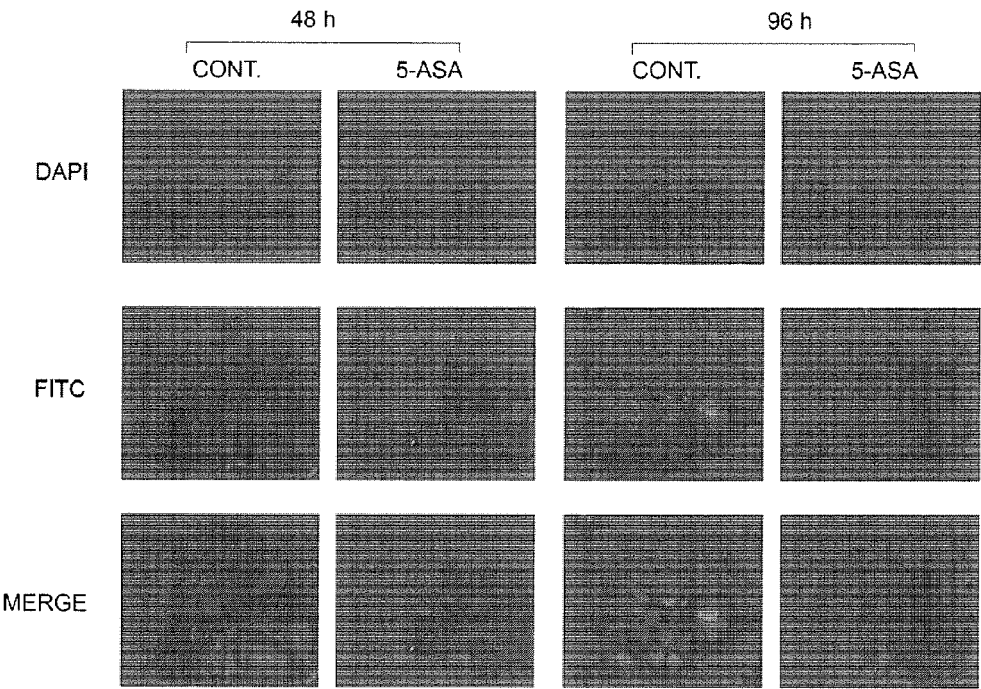 48 h 96 h
CONT. 5-ASA CONT. 5-ASA
DAPI
FITC
MERGE